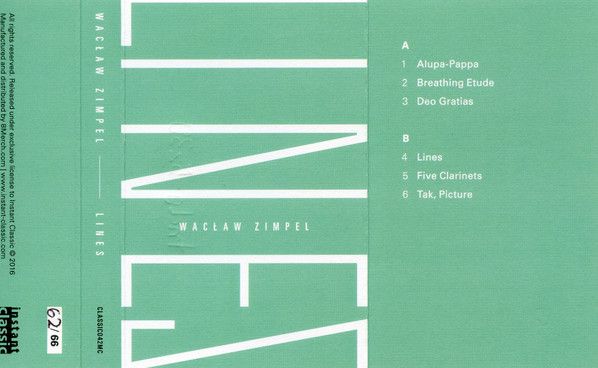 All rights reserved. Released under exclusive license to Instant Classic © 2016
Manufactured and distributed by 8Merch.com | www.instant-classic.com
instant
classic
62/66
WACŁAW ZIMPEL — LINES
CLASSIC042MC
LINES
WACŁAW ZIMPEL
A
1 Alupa-Pappa
2 Breathing Etude
3 Deo Gratias
B
4 Lines
5 Five Clarinets
6 Tak, Picture